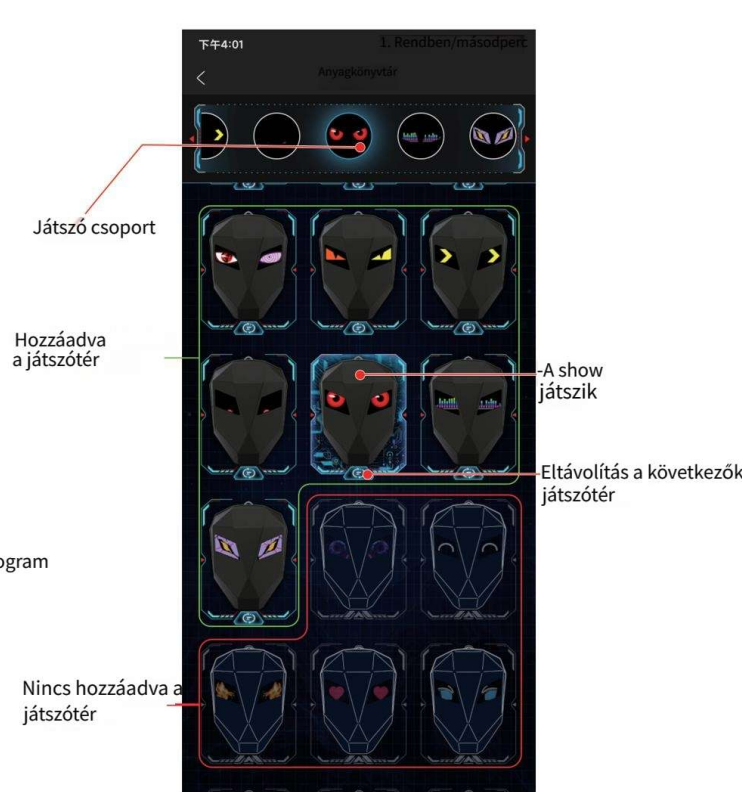 下午4:01
1. Rendben/másodperc
Anyagkönyvtár
Játszó csoport
Hozzáadva
a játszótér
-A show
játszik
Eltávolítás a következők
játszótér
ogram
Nincs hozzáadva a
játszótér